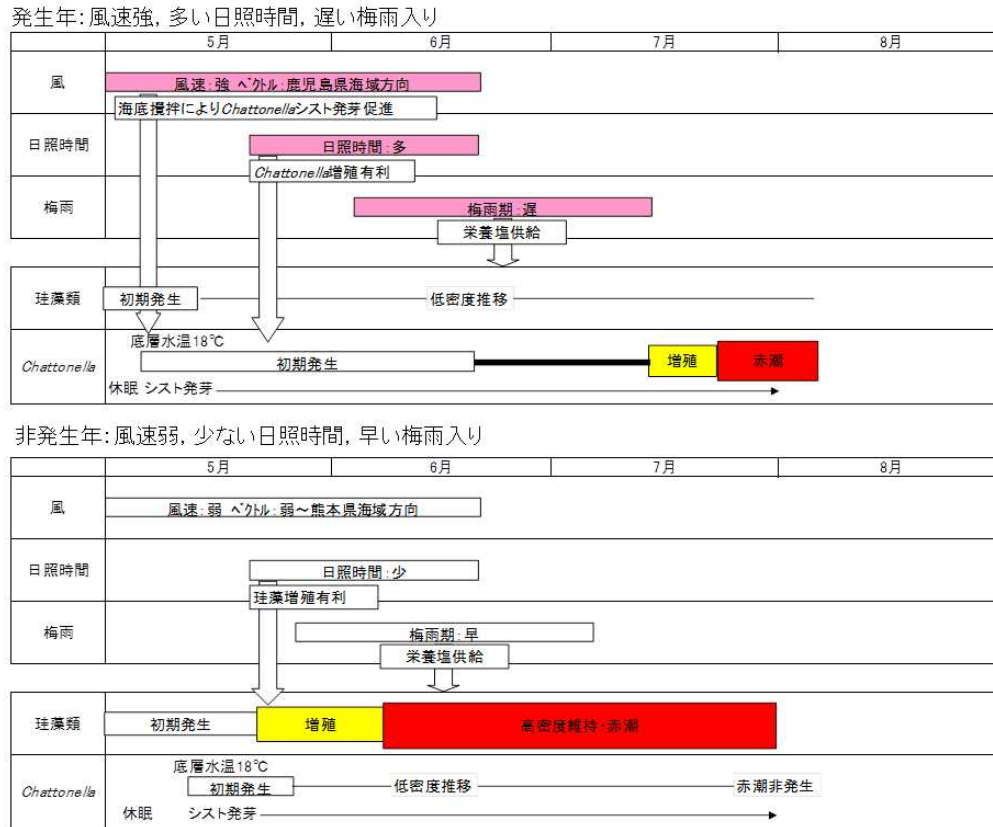 発生年：風速強，多い日照時間，遅い梅雨入り
5月 6月 7月 8月
風
風速：強 ベクトル：鹿児島県海域方向
海底攪拌によりChattonellaシスト発芽促進
日照時間
日照時間：多
Chattonella増殖有利
梅雨
梅雨期：遅
栄養塩供給
珪藻類
初期発生
低密度推移
Chattonella
底層水温18℃
初期発生
増殖
赤潮
休眠 シスト発芽
非発生年：風速弱，少ない日照時間，早い梅雨入り
5月 6月 7月 8月
風
風速：弱 ベクトル：弱～熊本県海域方向
日照時間
日照時間：少
珪藻増殖有利
梅雨
梅雨期：早
栄養塩供給
珪藻類
初期発生
増殖
高密度維持・赤潮
Chattonella
底層水温18℃
初期発生
低密度推移
赤潮非発生
休眠 シスト発芽